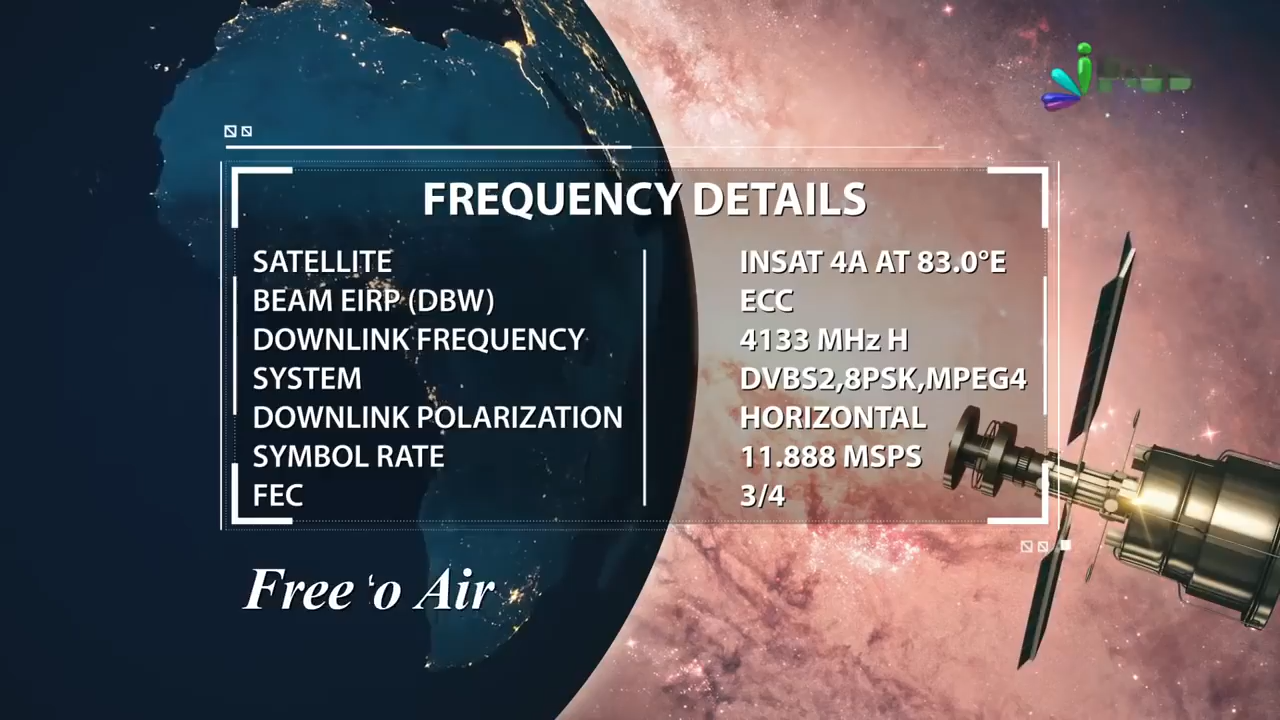 FREQUENCY DETAILS
SATELLITE INSAT 4A AT 83.0°E
BEAM EIRP (DBW) ECC
DOWNLINK FREQUENCY 4133 MHz H
SYSTEM DVBS2,8PSK,MPEG4
DOWNLINK POLARIZATION HORIZONTAL
SYMBOL RATE 11.888 MSPS
FEC 3/4
Free 'o Air